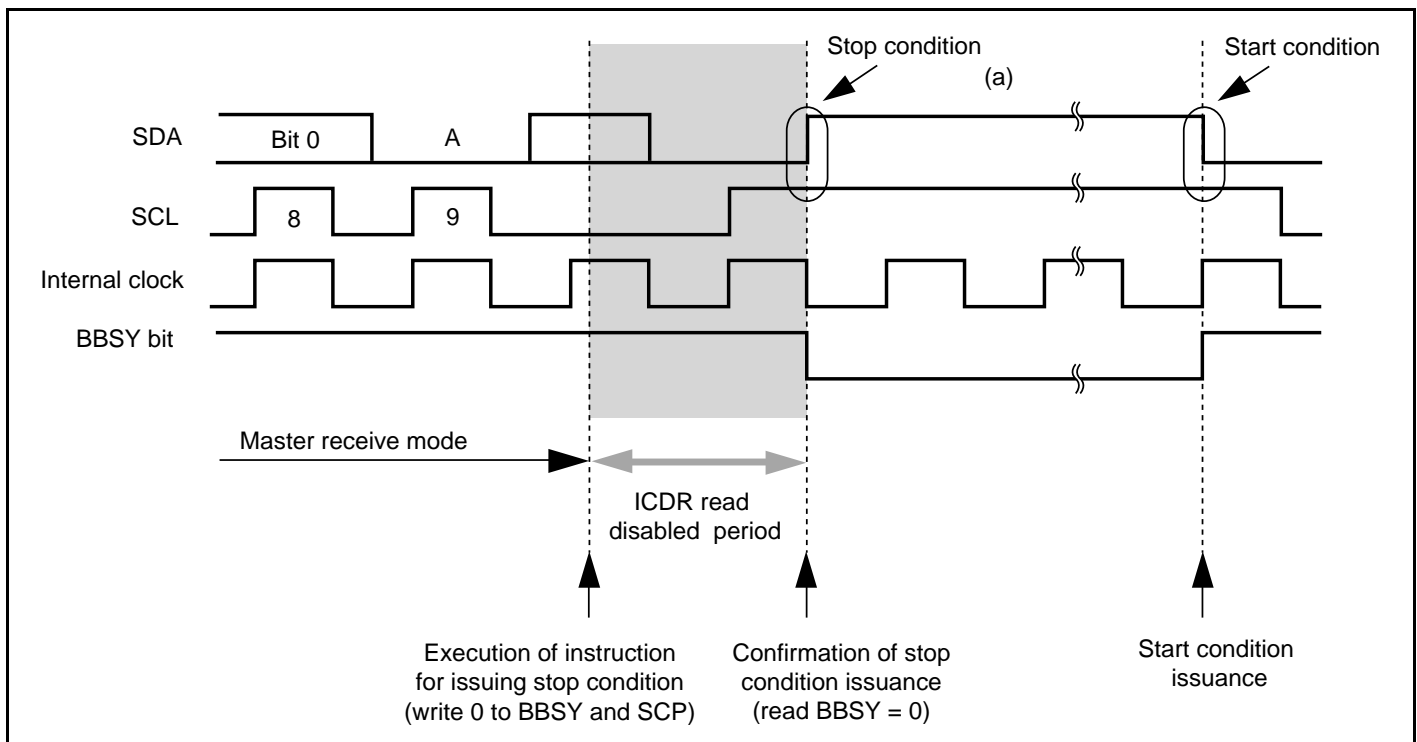 Stop condition
Start condition
(a)
SDA
Bit 0
A
SCL
8
9
Internal clock
BBSY bit
Master receive mode
ICDR read
disabled period
Execution of instruction
for issuing stop condition
(write 0 to BBSY and SCP)
Confirmation of stop
condition issuance
(read BBSY = 0)
Start condition
issuance